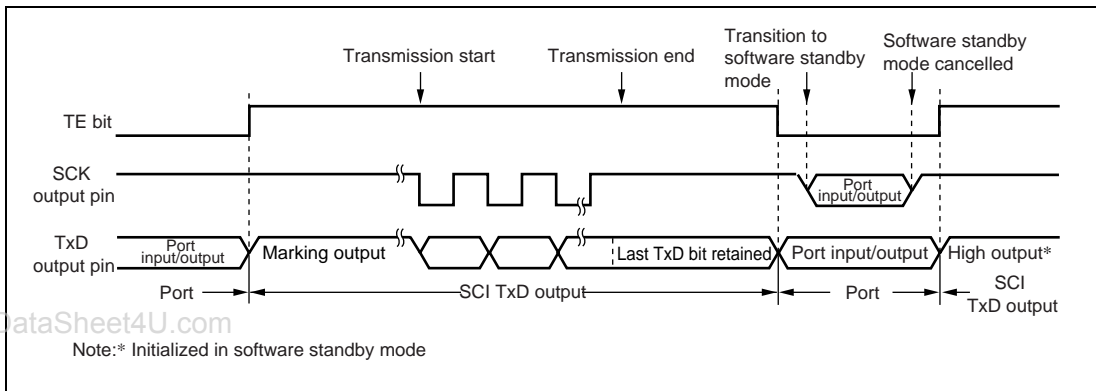 Transmission start
Transmission end
Transition to
software standby
mode
Software standby
mode cancelled
TE bit
SCK
output pin
Port
input/output
TxD
output pin
Port
input/output
Marking output
Last TxD bit retained
Port input/output
High output*
Port
SCI TxD output
Port
SCI
TxD output
DataSheet4U.com
Note:* Initialized in software standby mode